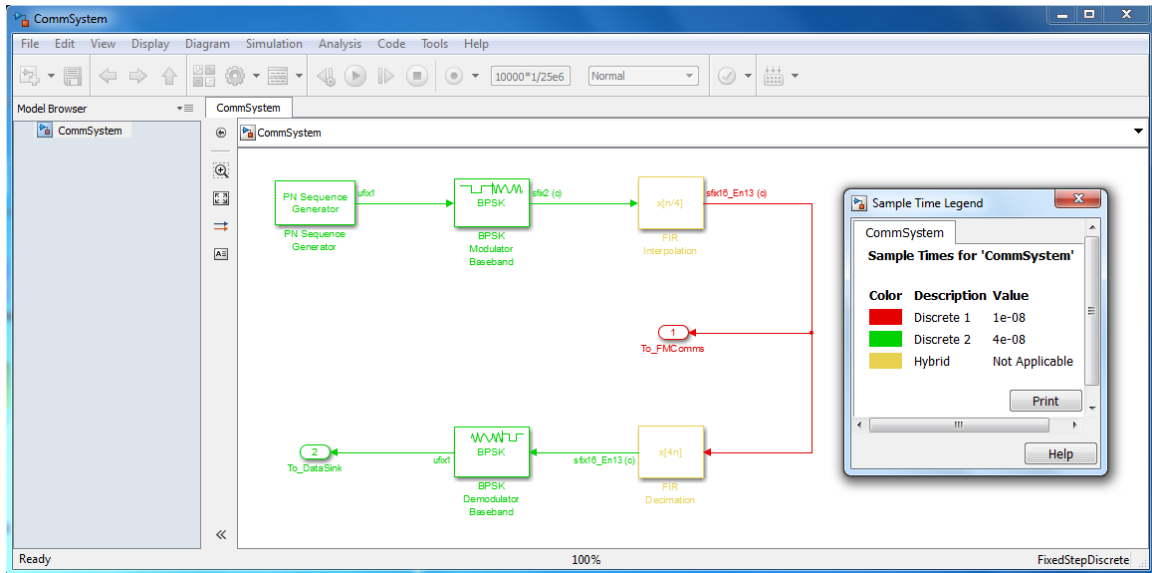 CommSystem
File Edit View Display Diagram Simulation Analysis Code Tools Help
10000*1/25e6 Normal
Model Browser
CommSystem
CommSystem
CommSystem
PN Sequence
Generator
ufix1
PN Sequence
Generator
BPSK
sfix2 (c)
BPSK
Modulator
Baseband
x[n/4]
sfix16_En13 (c)
FIR
Interpolation
1
To_FMComms
2
To_DataSink
ufix1
BPSK
BPSK
Demodulator
Baseband
sfix16_En13 (c)
x[4n]
FIR
Decimation
Sample Time Legend
CommSystem
Sample Times for 'CommSystem'
Color Description Value
Discrete 1 1e-08
Discrete 2 4e-08
Hybrid Not Applicable
Print
Help
Ready 100% FixedStepDiscrete